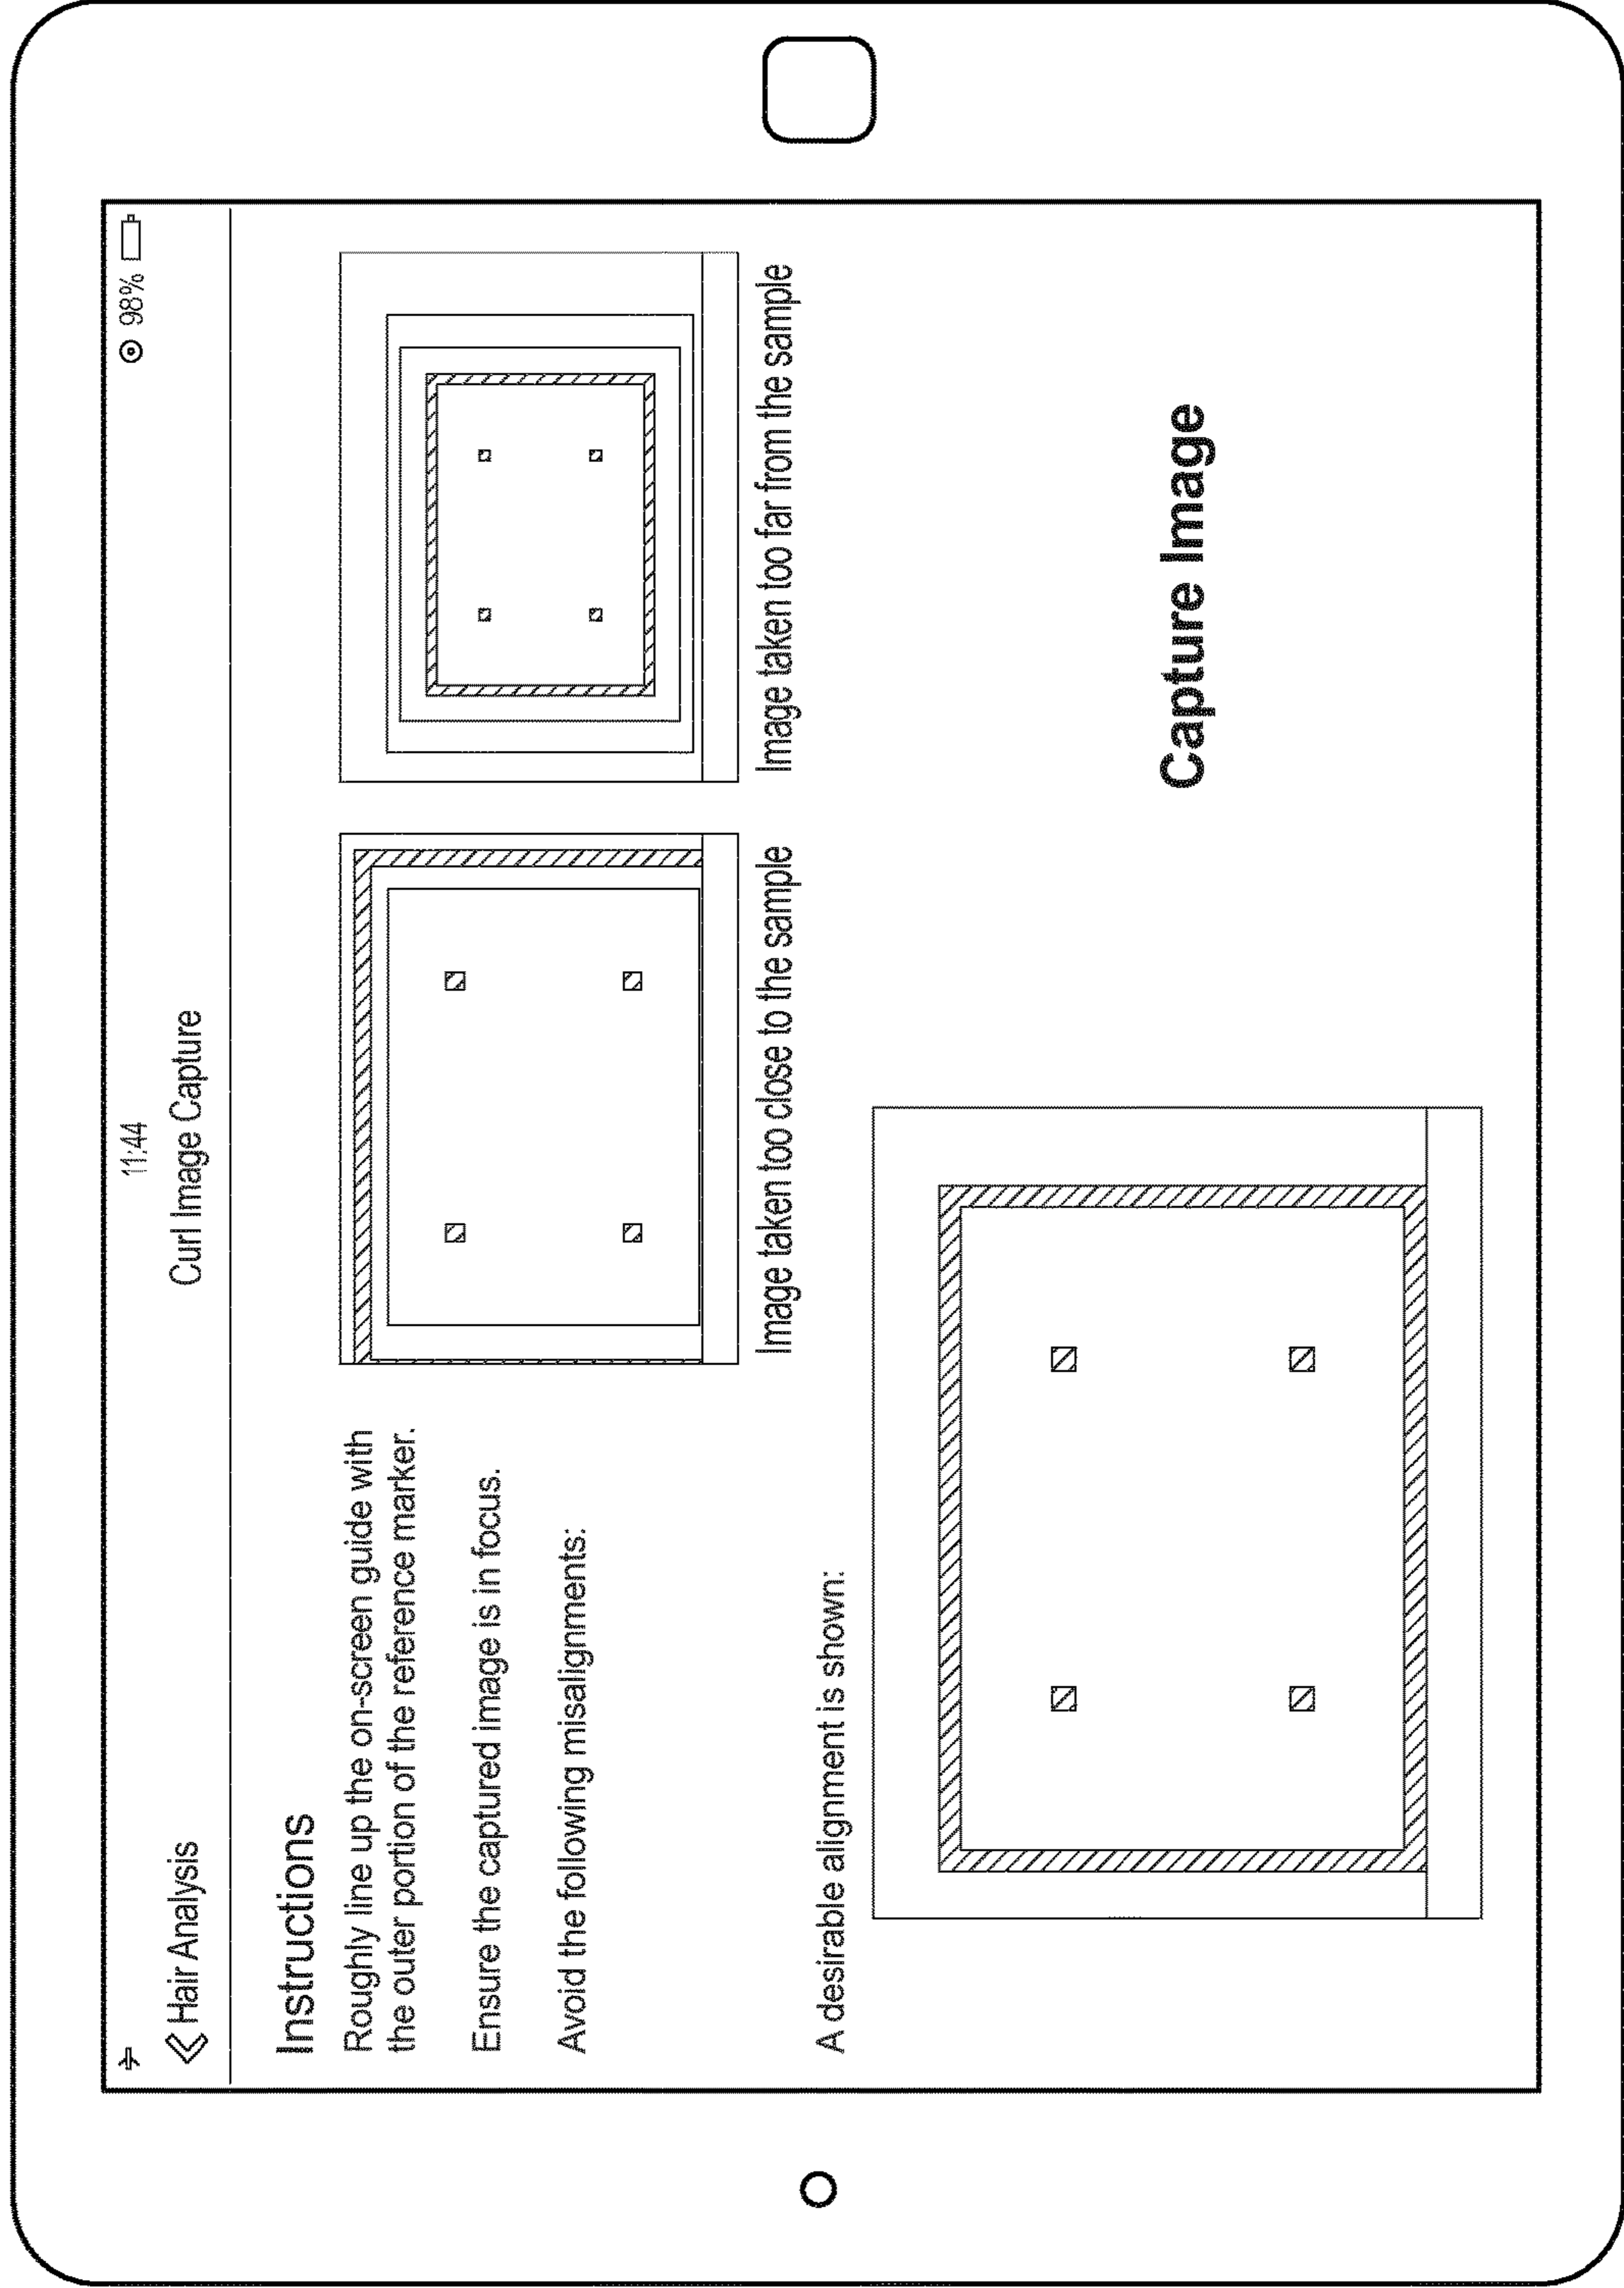 11:44
98%
Hair Analysis
Curl Image Capture
Instructions
Roughly line up the on-screen guide with
the outer portion of the reference marker.
Ensure the captured image is in focus.
Avoid the following misalignments:
Image taken too close to the sample
Image taken too far from the sample
A desirable alignment is shown:
Capture Image